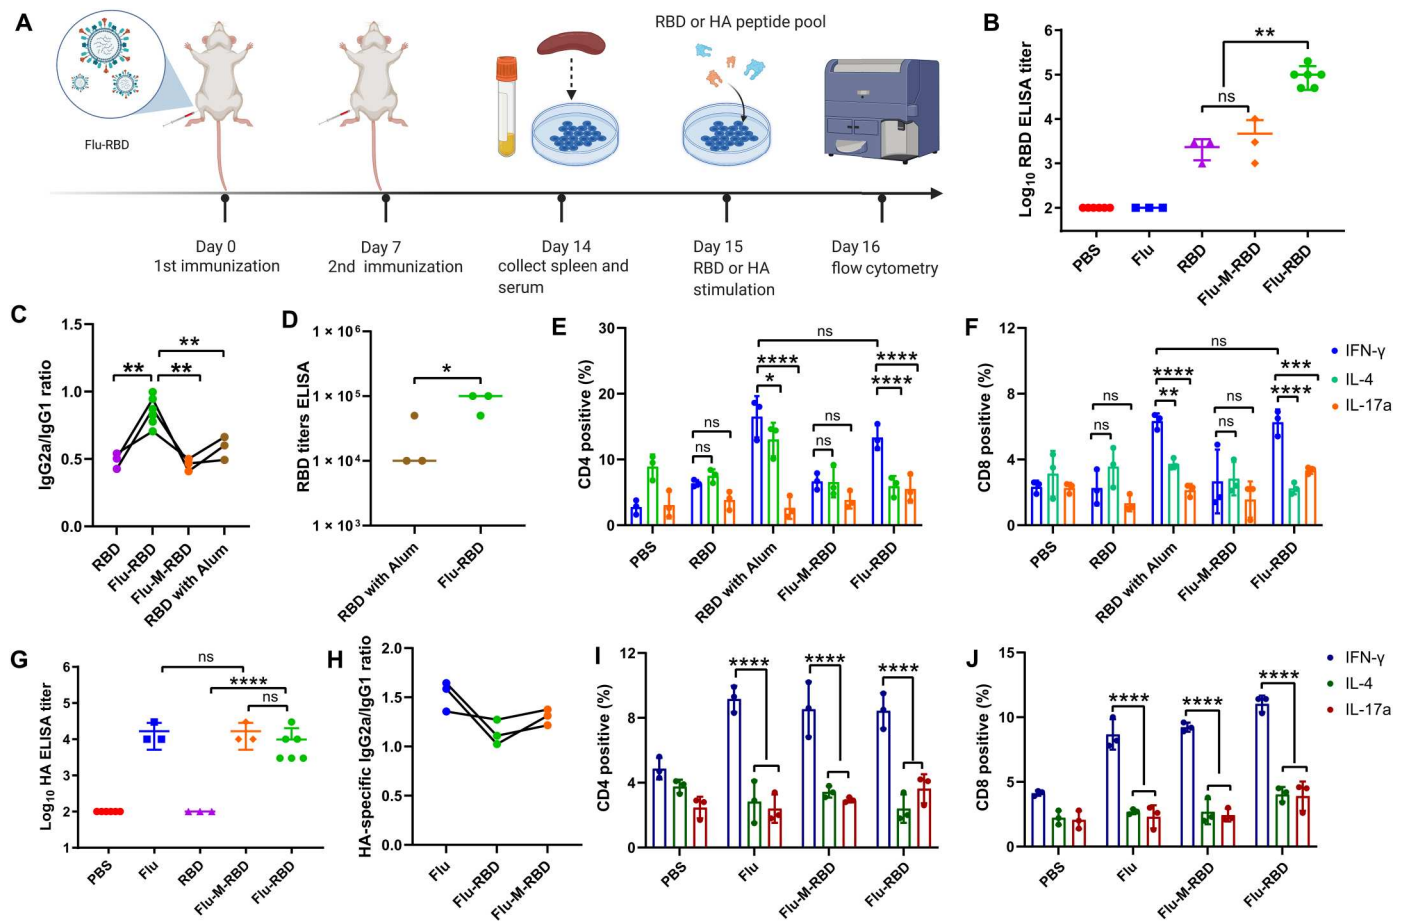 A
RBD or HA peptide pool
Flu-RBD
Day 0
1st immunization
Day 7
2nd immunization
Day 14
collect spleen and
serum
Day 15
RBD or HA
stimulation
Day 16
flow cytometry
B
Log10 RBD ELISA titer
6
5
4
3
2
**
ns
PBS
Flu
RBD
Flu-M-RBD
Flu-RBD
C
IgG2a/IgG1 ratio
1.5
1.0
0.5
0.0
**
** **
RBD
Flu-RBD
Flu-M-RBD
RBD with Alum
D
RBD titers ELISA
1 × 10^6
1 × 10^5
1 × 10^4
1 × 10^3
*
RBD with Alum
Flu-RBD
E
CD4 positive (%)
30
20
10
0
ns
ns
ns
****
*
ns
ns
****
****
PBS
RBD
RBD with Alum
Flu-M-RBD
Flu-RBD
F
CD8 positive (%)
12
8
4
0
ns
ns
ns
****
**
ns
ns
***
****
PBS
RBD
RBD with Alum
Flu-M-RBD
Flu-RBD
IFN-γ
IL-4
IL-17a
G
Log10 HA ELISA titer
6
5
4
3
2
1
ns
****
ns
PBS
Flu
RBD
Flu-M-RBD
Flu-RBD
H
HA-specific IgG2a/IgG1 ratio
2.0
1.5
1.0
0.5
0.0
Flu
Flu-RBD
Flu-M-RBD
I
CD4 positive (%)
12
8
4
0
**** **** ****
PBS
Flu
Flu-M-RBD
Flu-RBD
J
CD8 positive (%)
15
10
5
0
**** **** ****
PBS
Flu
Flu-M-RBD
Flu-RBD
IFN-γ
IL-4
IL-17a